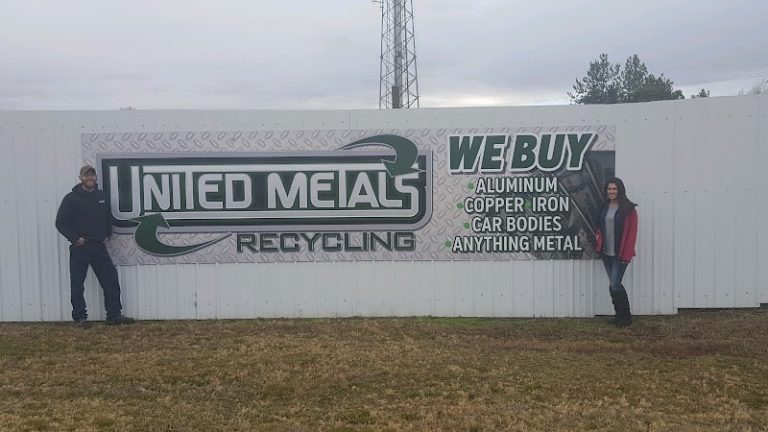 UNITED METALS
RECYCLING
WE BUY
ALUMINUM
COPPER • IRON
CAR BODIES
ANYTHING METAL